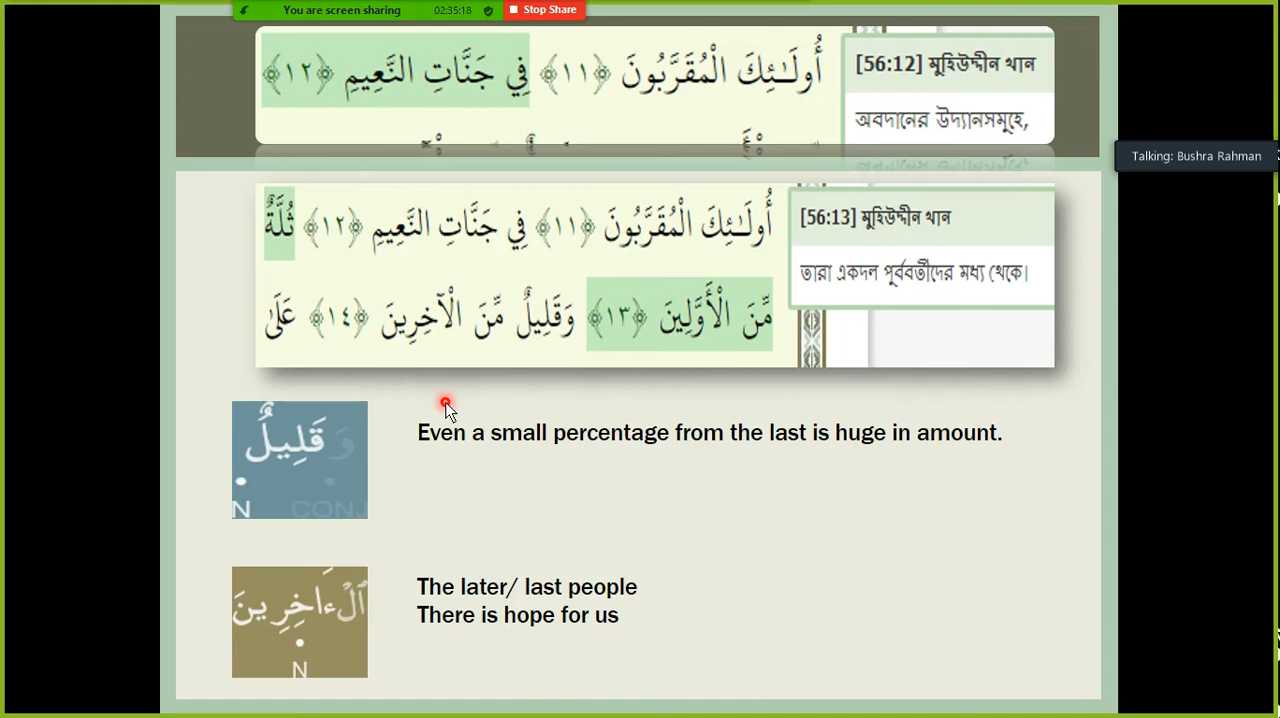 You are screen sharing 02:35:18 Stop Share
أُولَـٰئِكَ الْمُقَرَّبُونَ ﴿١١﴾ فِي جَنَّاتِ النَّعِيمِ ﴿١٢﴾
[56:12] মুহিউদ্দীন খান
অবদানের উদ্যানসমূহে,
Talking: Bushra Rahman
أُولَـٰئِكَ الْمُقَرَّبُونَ ﴿١١﴾ فِي جَنَّاتِ النَّعِيمِ ﴿١٢﴾ ثُلَّةٌ
مِّنَ الْأَوَّلِينَ ﴿١٣﴾ وَقَلِيلٌ مِّنَ الْآخِرِينَ ﴿١٤﴾ عَلَىٰ
[56:13] মুহিউদ্দীন খান
তারা একদল পূর্ববর্তীদের মধ্য থেকে।
وَقَلِيلٌ
N CONJ
Even a small percentage from the last is huge in amount.
ٱلْـَٔاخِرِينَ
N
The later/ last people
There is hope for us